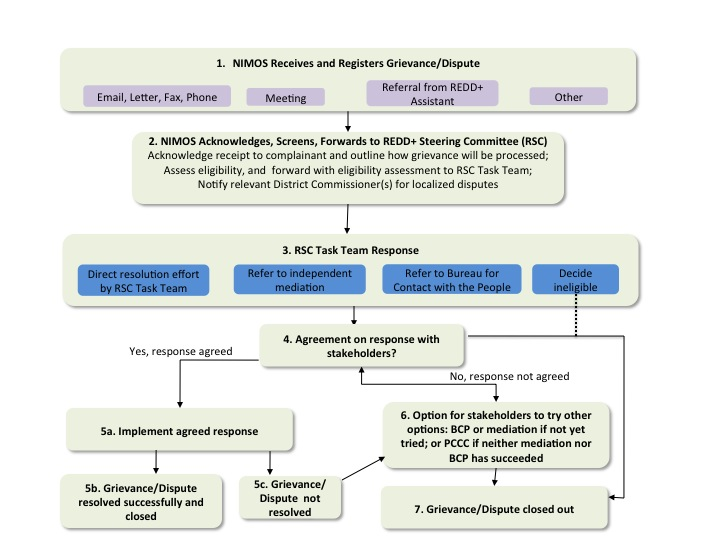 1. NIMOS Receives and Registers Grievance/Dispute
Email, Letter, Fax, Phone
Meeting
Referral from REDD+
Assistant
Other
2. NIMOS Acknowledges, Screens, Forwards to REDD+ Steering Committee (RSC)
Acknowledge receipt to complainant and outline how grievance will be processed;
Assess eligibility, and forward with eligibility assessment to RSC Task Team;
Notify relevant District Commissioner(s) for localized disputes
3. RSC Task Team Response
Direct resolution effort
by RSC Task Team
Refer to independent
mediation
Refer to Bureau for
Contact with the People
Decide
ineligible
4. Agreement on response with
stakeholders?
Yes, response agreed
No, response not agreed
5a. Implement agreed response
6. Option for stakeholders to try other
options: BCP or mediation if not yet
tried; or PCCC if neither mediation nor
BCP has succeeded
5b. Grievance/Dispute
resolved successfully and
closed
5c. Grievance/
Dispute not
resolved
7. Grievance/Dispute closed out